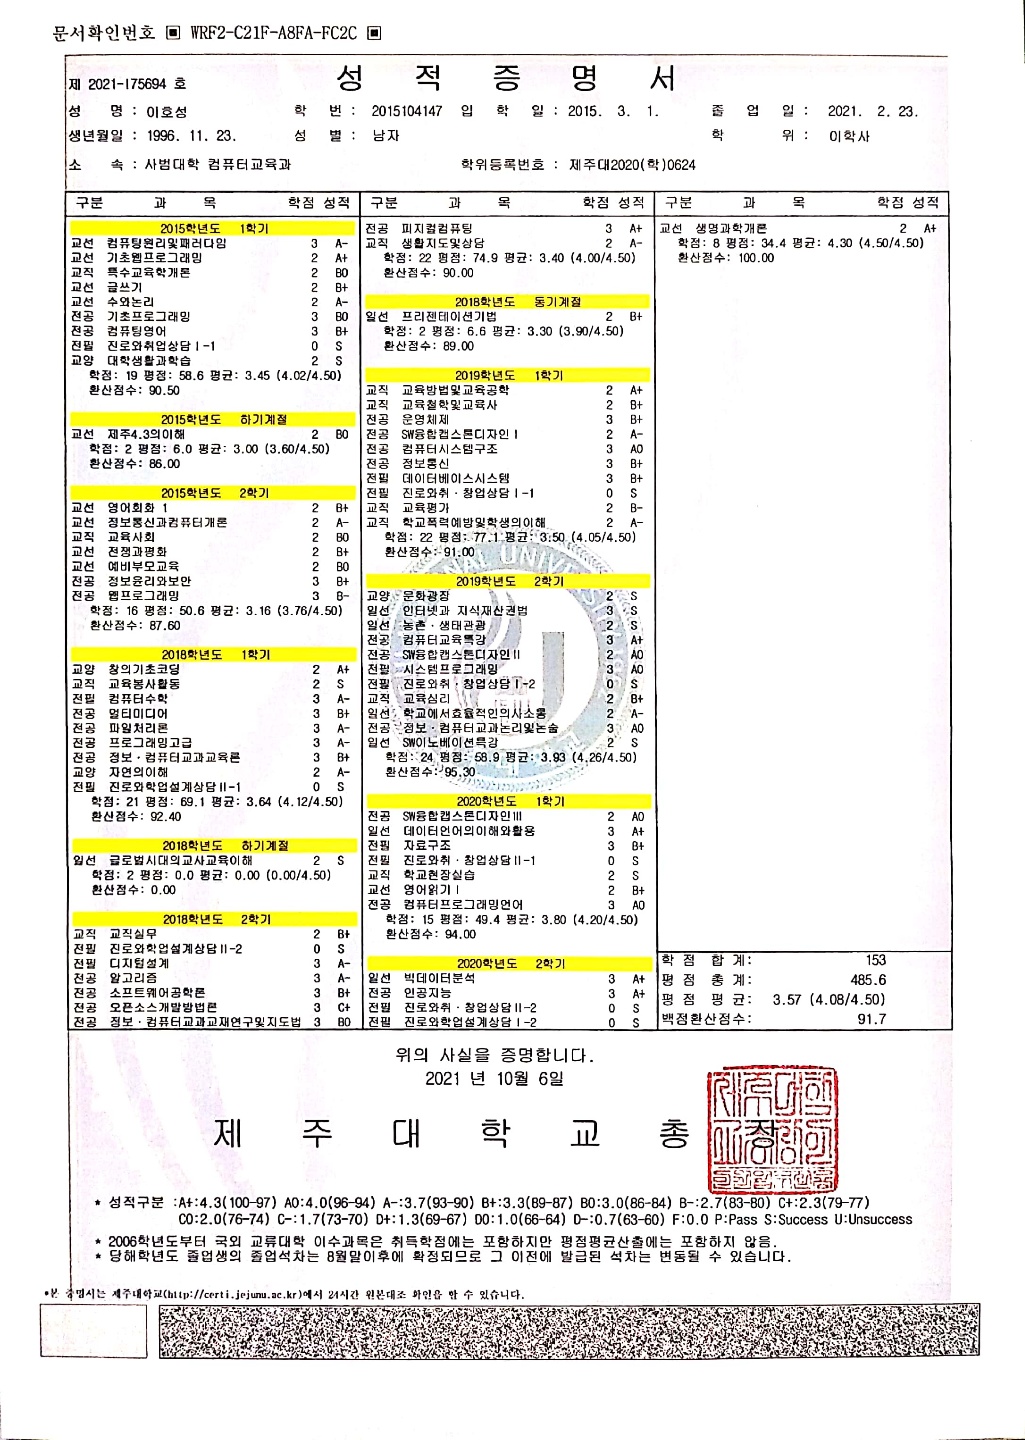 문서확인번호 ▣ WRF2-C21F-A8FA-FC2C ▣
제 2021-175694 호
성 적 증 명 서
성 명 : 이호성 학 번 : 2015104147 입 학 일 : 2015. 3. 1. 졸 업 일 : 2021. 2. 23.
생년월일 : 1996. 11. 23. 성 별 : 남자 학 위 : 이학사
소 속 : 사범대학 컴퓨터교육과 학위등록번호 : 제주대2020(학)0624
구분 과 목 학점 성적
2015학년도 1학기
교선 컴퓨팅원리및패러다임 3 A-
교선 기초웹프로그래밍 2 A+
교직 특수교육학개론 2 B0
교선 글쓰기 2 B+
교선 수와논리 2 A-
전공 기초프로그래밍 3 B0
전공 컴퓨팅영어 3 B+
전필 진로와취업상담Ⅰ-1 0 S
교양 대학생활과학습 2 S
학점: 19 평점: 58.6 평균: 3.45 (4.02/4.50)
환산점수: 90.50
2015학년도 하기계절
교선 제주4.3의이해 2 B0
학점: 2 평점: 6.0 평균: 3.00 (3.60/4.50)
환산점수: 86.00
2015학년도 2학기
교선 영어회화 1 2 B+
교선 정보통신과컴퓨터개론 2 A-
교직 교육사회 2 B0
교선 전쟁과평화 2 B+
교선 예비부모교육 2 B0
전공 정보윤리와보안 3 B+
전공 웹프로그래밍 3 B-
학점: 16 평점: 50.6 평균: 3.16 (3.76/4.50)
환산점수: 87.60
2018학년도 1학기
교양 창의기초코딩 2 A+
교직 교육봉사활동 2 S
전필 컴퓨터수학 3 A-
전공 멀티미디어 3 B+
전공 파일처리론 3 A-
전공 프로그래밍고급 3 A-
전공 정보·컴퓨터교과교육론 3 B+
교양 자연의이해 2 A-
전필 진로와학업설계상담Ⅱ-1 0 S
학점: 21 평점: 69.1 평균: 3.64 (4.12/4.50)
환산점수: 92.40
2018학년도 하기계절
일선 글로벌시대의교사교육이해 2 S
학점: 2 평점: 0.0 평균: 0.00 (0.00/4.50)
환산점수: 0.00
2018학년도 2학기
교직 교직실무 2 B+
전필 진로와학업설계상담Ⅱ-2 0 S
전필 디지털설계 3 A-
전공 알고리즘 3 A-
전공 소프트웨어공학론 3 B+
전공 오픈소스개발방법론 3 C+
전공 정보·컴퓨터교과교재연구및지도법 3 B0
구분 과 목 학점 성적
전공 피지컬컴퓨팅 3 A+
교직 생활지도및상담 2 A-
학점: 22 평점: 74.9 평균: 3.40 (4.00/4.50)
환산점수: 90.00
2018학년도 동기계절
일선 프리젠테이션기법 2 B+
학점: 2 평점: 6.6 평균: 3.30 (3.90/4.50)
환산점수: 89.00
2019학년도 1학기
교직 교육방법및교육공학 2 A+
교직 교육철학및교육사 2 B+
전공 운영체제 3 B+
전공 SW융합캡스톤디자인Ⅰ 2 A-
전공 컴퓨터시스템구조 3 A0
전공 정보통신 3 B+
전필 데이터베이스시스템 3 B+
전필 진로와취·창업상담Ⅰ-1 0 S
교직 교육평가 2 B-
교직 학교폭력예방및학생의이해 2 A-
학점: 22 평점: 77.1 평균: 3.50 (4.05/4.50)
환산점수: 91.00
2019학년도 2학기
교양 문화광장 2 S
일선 인터넷과 지식재산권법 3 S
일선 농촌·생태관광 2 S
전공 컴퓨터교육특강 3 A+
전공 SW융합캡스톤디자인Ⅱ 2 A0
전필 시스템프로그래밍 3 A0
전필 진로와취·창업상담Ⅰ-2 0 S
교직 교육심리 2 B+
일선 학교에서효율적인의사소통 2 A-
전공 정보·컴퓨터교과논리및논술 3 A0
일선 SW이노베이션특강 2 S
학점: 24 평점: 58.9 평균: 3.93 (4.26/4.50)
환산점수: 95.30
2020학년도 1학기
전공 SW융합캡스톤디자인Ⅲ 2 A0
일선 데이터언어의이해와활용 3 A+
전필 자료구조 3 B+
전필 진로와취·창업상담Ⅱ-1 0 S
교직 학교현장실습 2 S
교선 영어읽기Ⅰ 2 B+
전공 컴퓨터프로그래밍언어 3 A0
학점: 15 평점: 49.4 평균: 3.80 (4.20/4.50)
환산점수: 94.00
2020학년도 2학기
일선 빅데이터분석 3 A+
전공 인공지능 3 A+
전필 진로와취·창업상담Ⅱ-2 0 S
전필 진로와학업설계상담Ⅰ-2 0 S
구분 과 목 학점 성적
교선 생명과학개론 2 A+
학점: 8 평점: 34.4 평균: 4.30 (4.50/4.50)
환산점수: 100.00
학 점 합 계: 153
평 점 총 계: 485.6
평 점 평 균: 3.57 (4.08/4.50)
백점환산점수: 91.7
위의 사실을 증명합니다.
2021 년 10월 6일
제 주 대 학 교 총 장
* 성적구분 :A+:4.3(100-97) A0:4.0(96-94) A-:3.7(93-90) B+:3.3(89-87) B0:3.0(86-84) B-:2.7(83-80) C+:2.3(79-77)
C0:2.0(76-74) C-:1.7(73-70) D+:1.3(69-67) D0:1.0(66-64) D-:0.7(63-60) F:0.0 P:Pass S:Success U:Unsuccess
* 2006학년도부터 국외 교류대학 이수과목은 취득학점에는 포함하지만 평점평균산출에는 포함하지 않음.
* 당해학년도 졸업생의 졸업석차는 8월말이후에 확정되므로 그 이전에 발급된 석차는 변동될 수 있습니다.
*본 증명서는 제주대학교(http://certi.jejunu.ac.kr)에서 24시간 원본대조 확인을 할 수 있습니다.